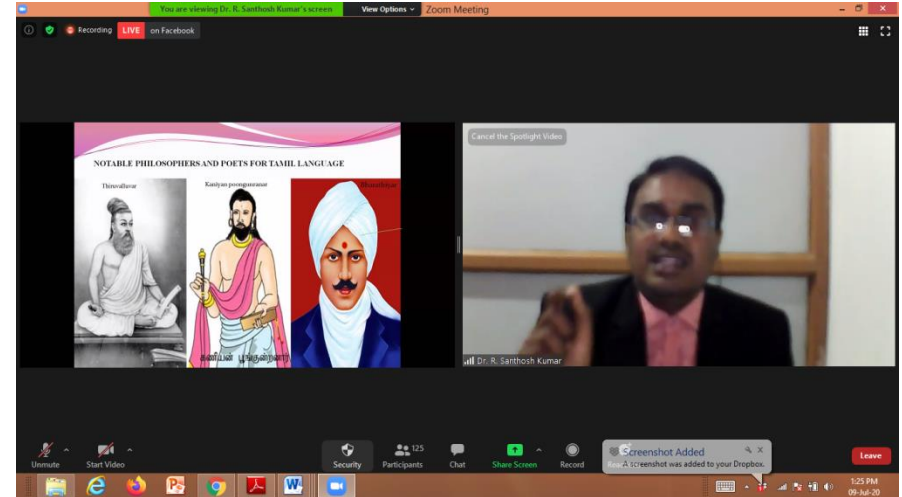 You are viewing Dr. R. Santhosh Kumar's screen
View Options
Zoom Meeting
Recording
LIVE
on Facebook
Cancel the Spotlight Video
NOTABLE PHILOSOPHERS AND POETS FOR TAMIL LANGUAGE
Thiruvalluvar
Kaniyan poongunranar
Bharathiyar
கணியன் பூங்குன்றனார்
Dr. R. Santhosh Kumar
Unmute
Start Video
Security
125
Participants
Chat
Share Screen
Record
Screenshot Added
A screenshot was added to your Dropbox.
Leave
1:25 PM
09-Jul-20